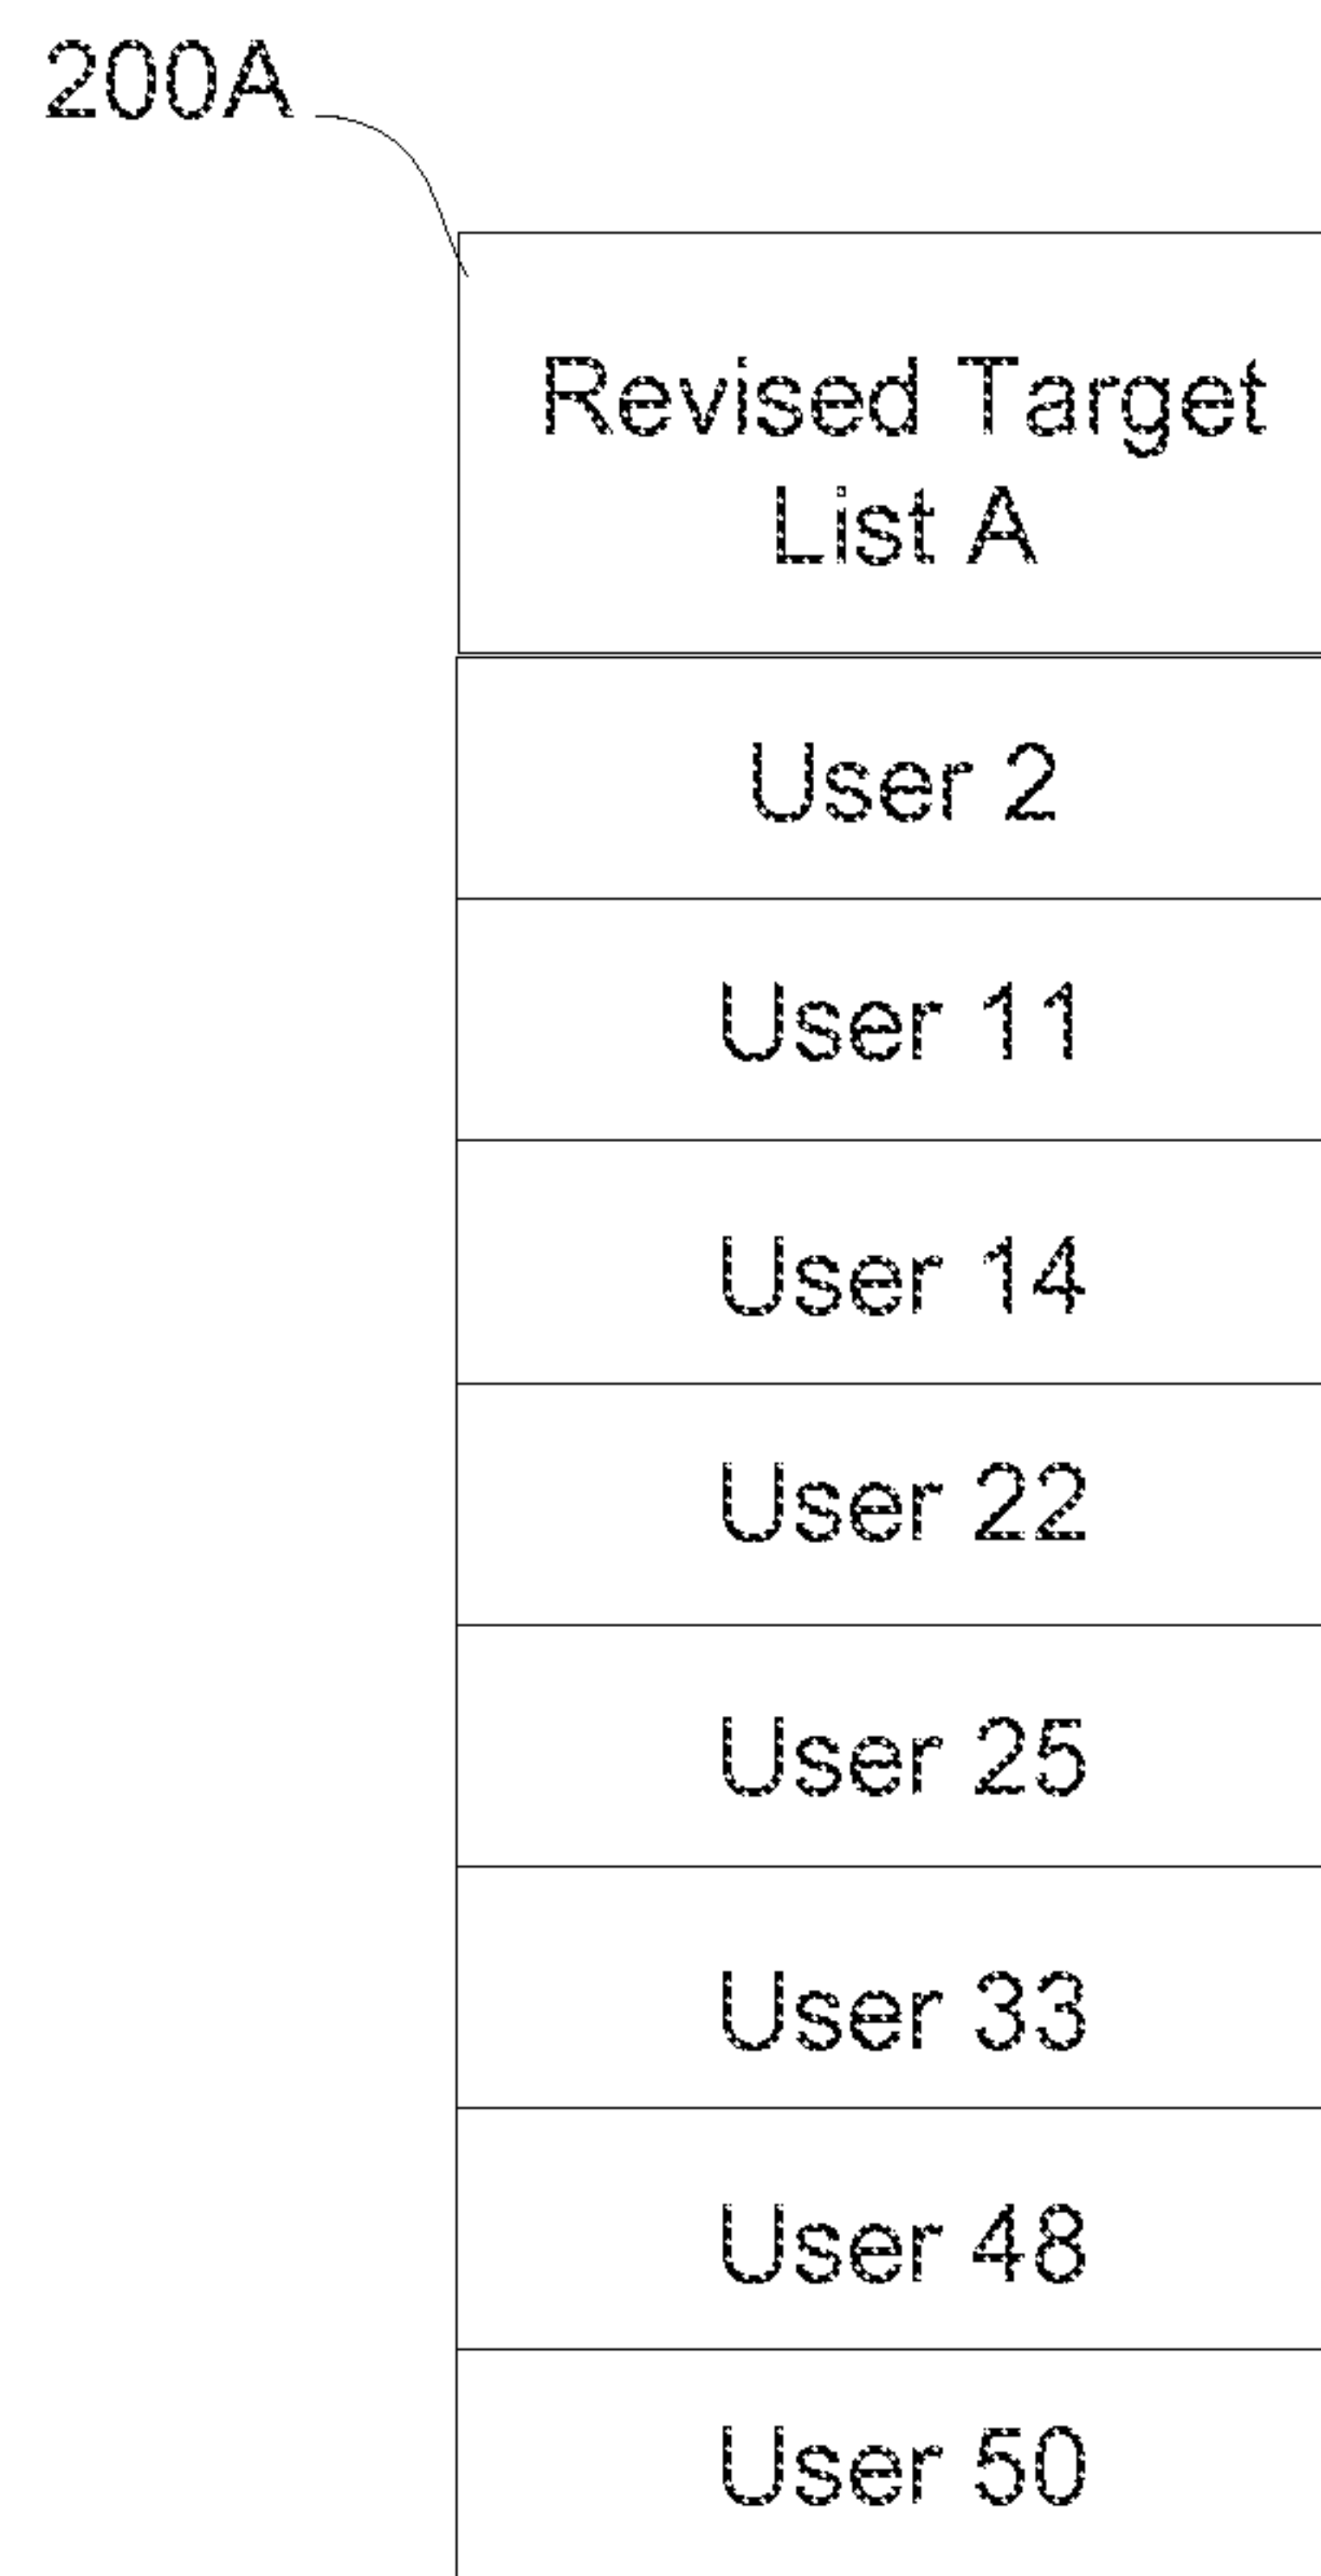 200A
Revised Target
List A
User 2
User 11
User 14
User 22
User 25
User 33
User 48
User 50